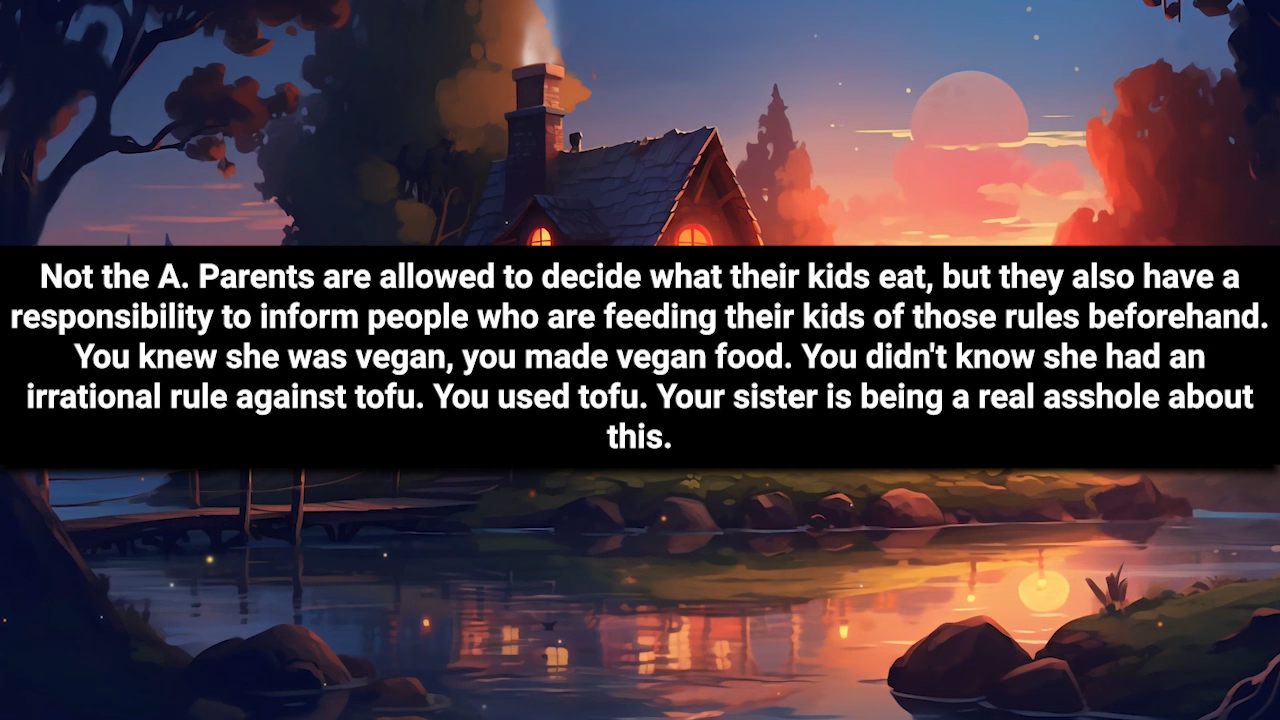 Not the A. Parents are allowed to decide what their kids eat, but they also have a
responsibility to inform people who are feeding their kids of those rules beforehand.
You knew she was vegan, you made vegan food. You didn't know she had an
irrational rule against tofu. You used tofu. Your sister is being a real asshole about
this.